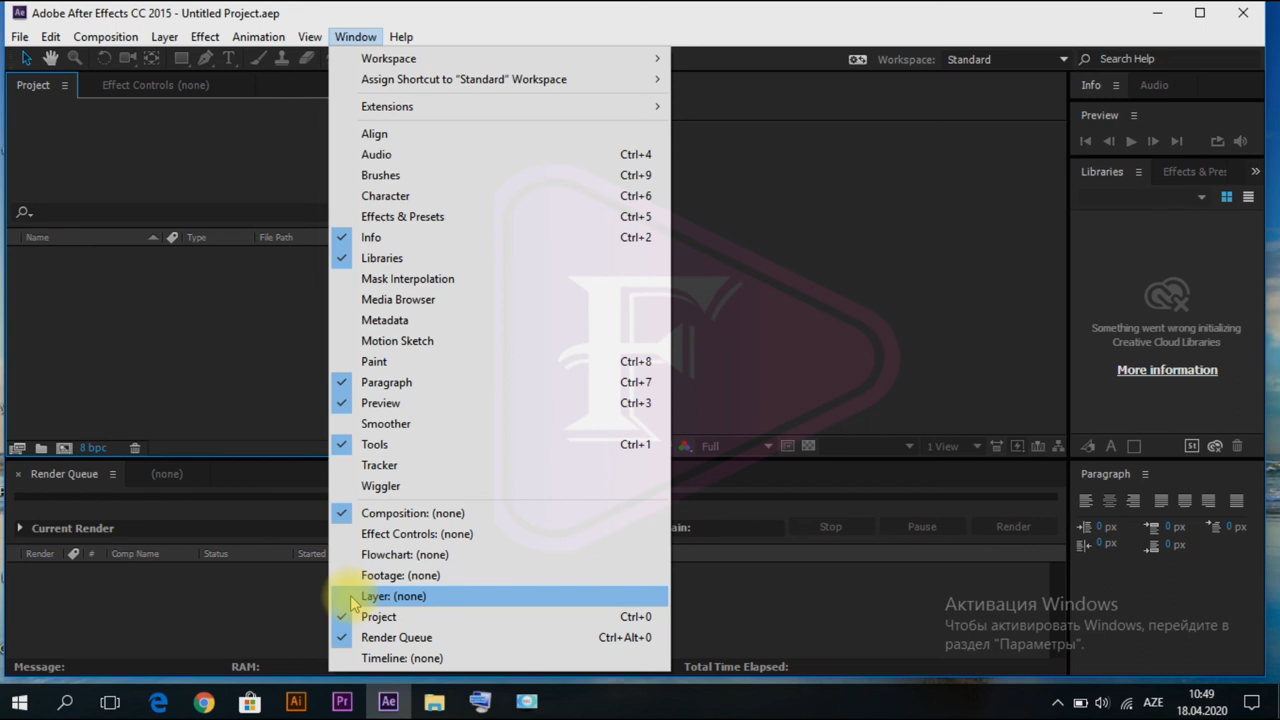 Adobe After Effects CC 2015 - Untitled Project.aep
File Edit Composition Layer Effect Animation View Window Help
Workspace: Standard
Search Help
Project
Effect Controls (none)
Name Type File Path
8 bpc
Workspace
Assign Shortcut to "Standard" Workspace
Extensions
Align
Audio Ctrl+4
Brushes Ctrl+9
Character Ctrl+6
Effects & Presets Ctrl+5
Info Ctrl+2
Libraries
Mask Interpolation
Media Browser
Metadata
Motion Sketch
Paint Ctrl+8
Paragraph Ctrl+7
Preview Ctrl+3
Smoother
Tools Ctrl+1
Tracker
Wiggler
Composition: (none)
Effect Controls: (none)
Flowchart: (none)
Footage: (none)
Layer: (none)
Project Ctrl+0
Render Queue Ctrl+Alt+0
Timeline: (none)
F
Full
1 View
Info
Audio
Preview
Libraries
Effects & Pre
Something went wrong initializing
Creative Cloud Libraries
More information
St
Paragraph
0 px 0 px 0 px
0 px 0 px
Render Queue
(none)
Current Render
Stop Pause Render
Render # Comp Name Status Started
Message: RAM: Total Time Elapsed:
Активация Windows
Чтобы активировать Windows, перейдите в
раздел "Параметры".
Ai Pr Ae
AZE
10:49
18.04.2020